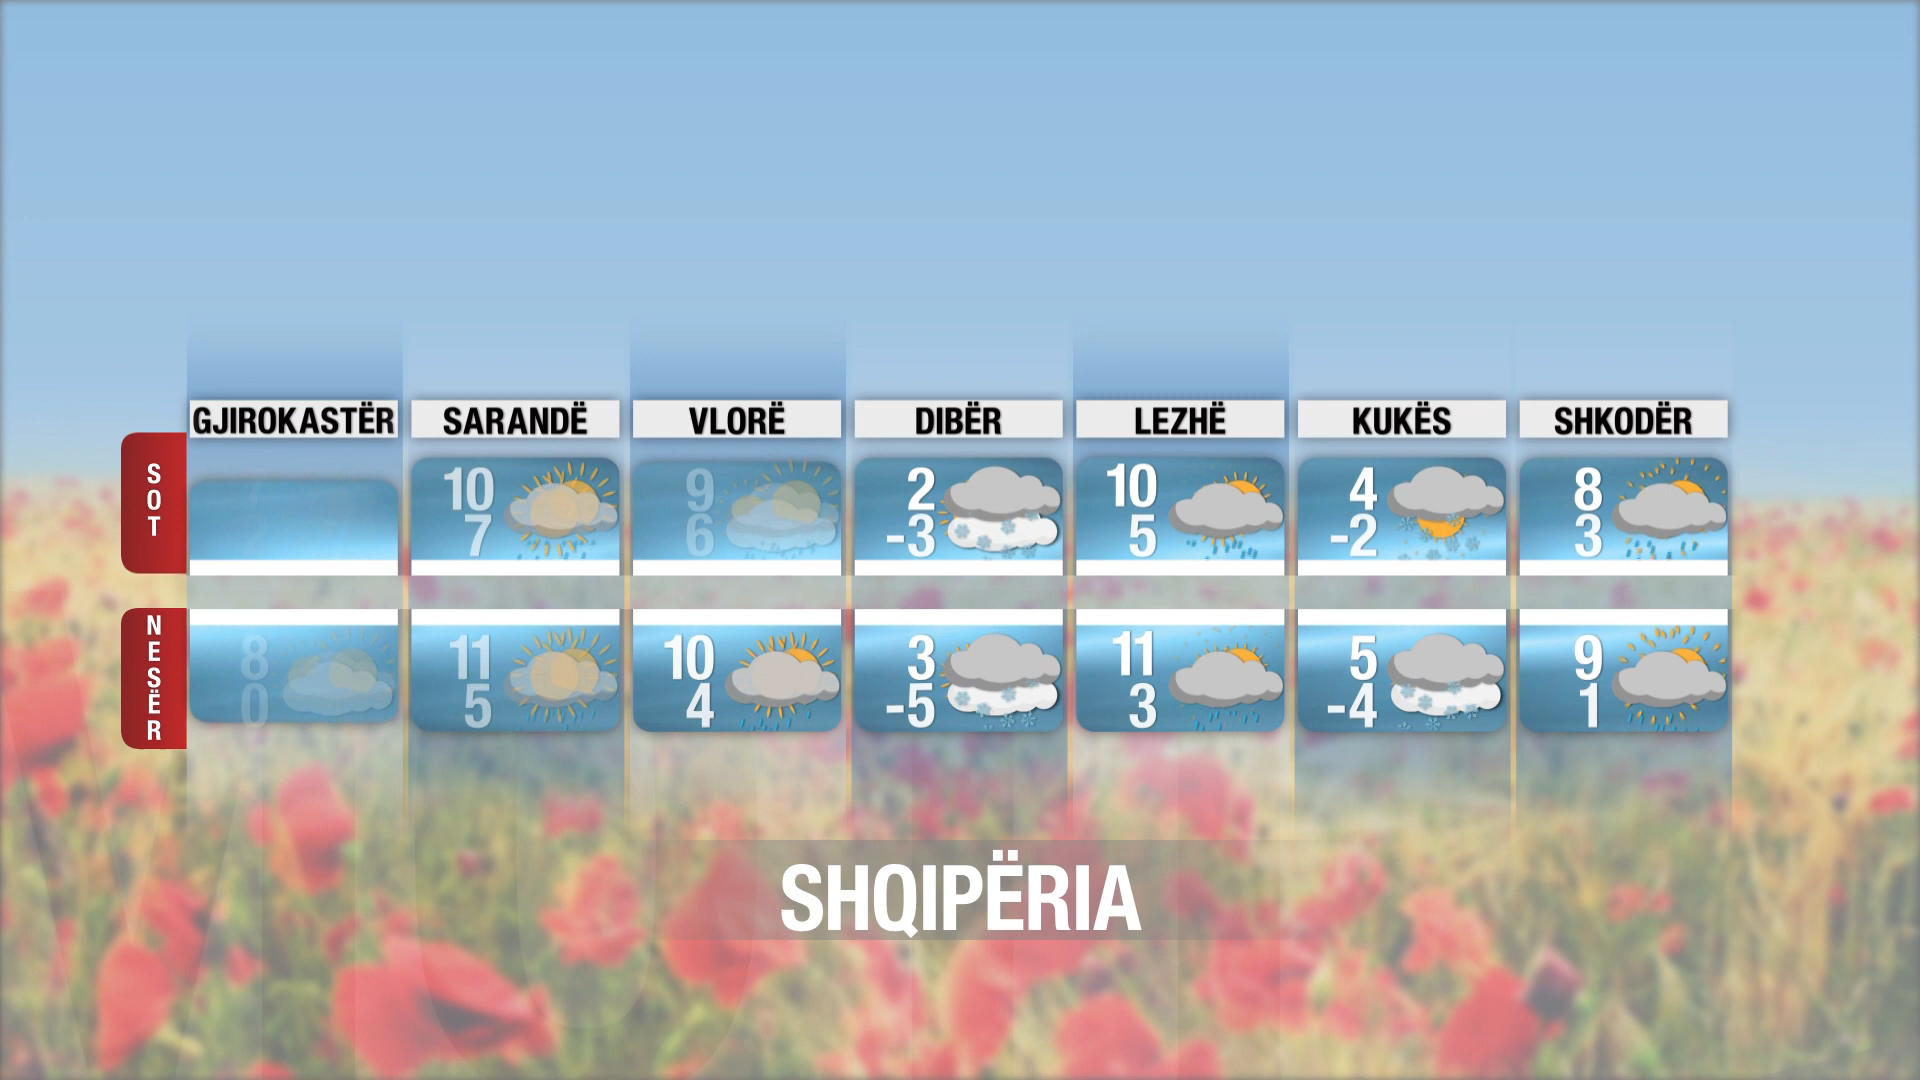 GJIROKASTËR SARANDË VLORË DIBËR LEZHË KUKËS SHKODËR
SOT
10 9 2 10 4 8
7 6 -3 5 -2 3
NESËR
8 11 10 3 11 5 9
0 5 4 -5 3 -4 1
SHQIPËRIA